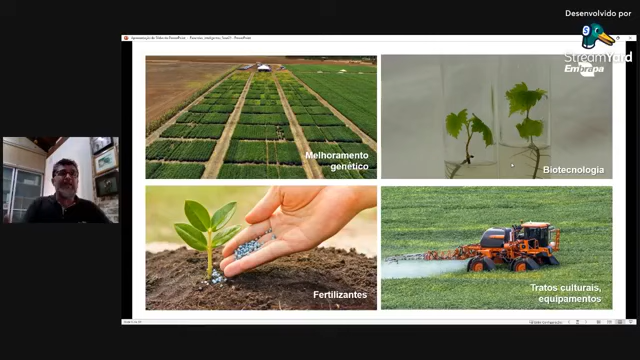 Desenvolvido por
StreamYard
Embrapa
Melhoramento
genético
Biotecnologia
Fertilizantes
Tratos culturais,
equipamentos